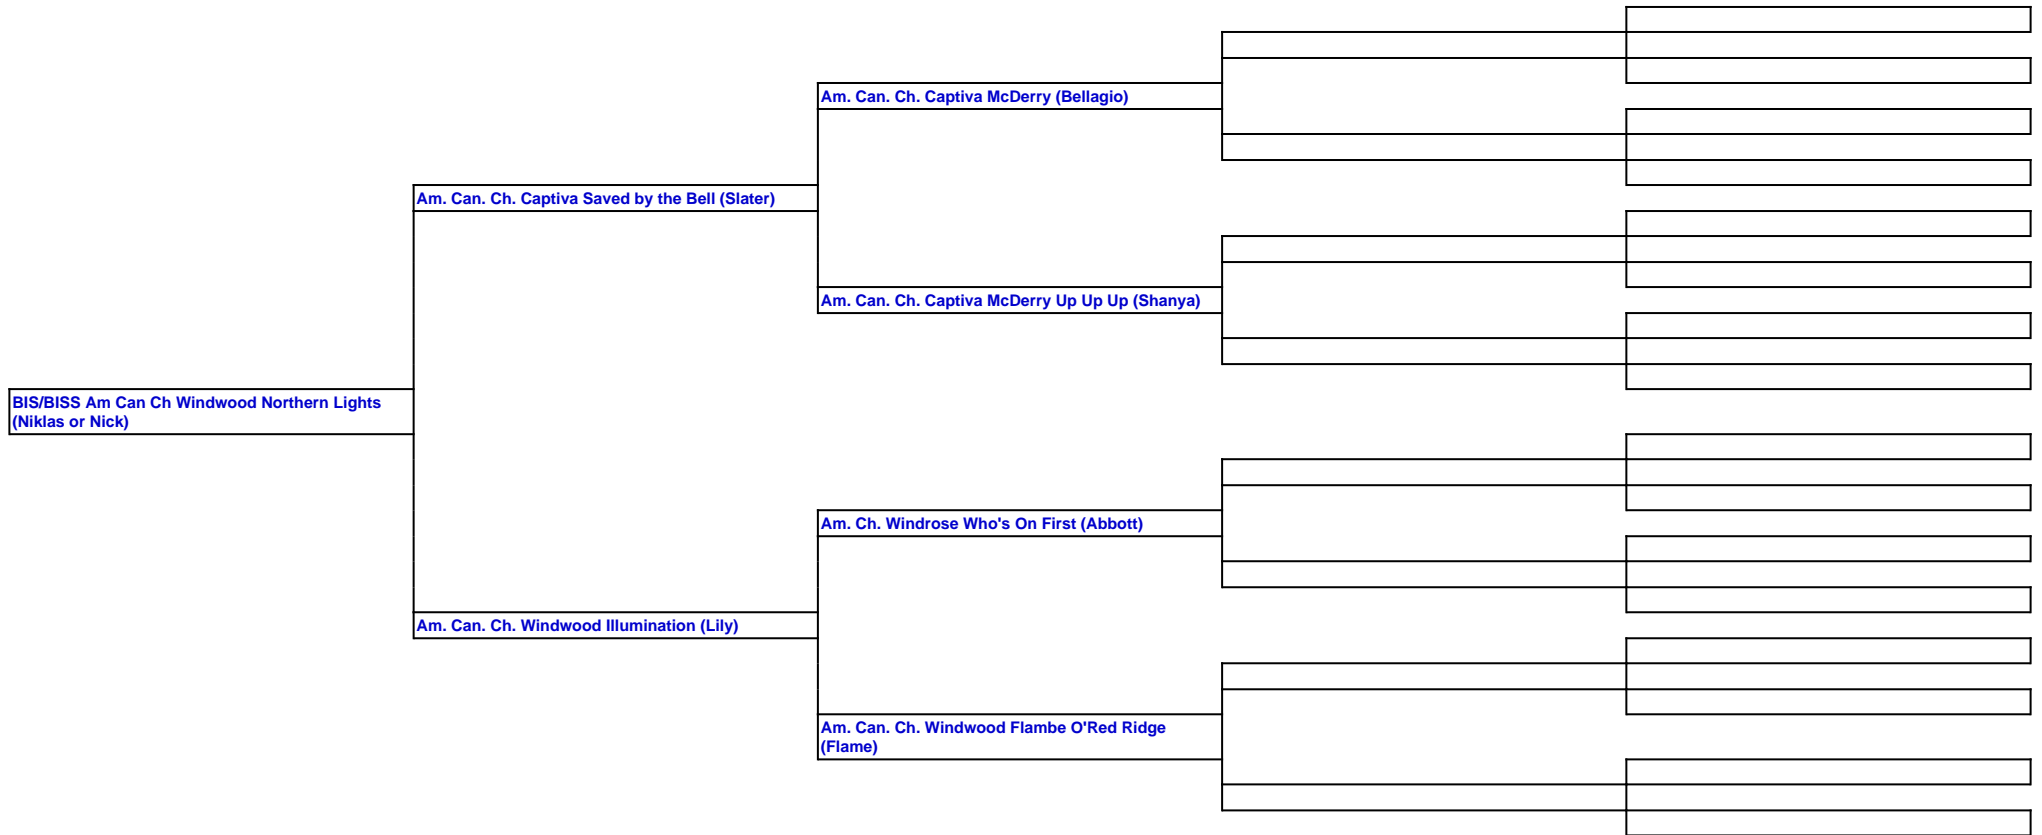 Am. Can. Ch. Captiva McDerry (Bellagio)
Am. Can. Ch. Captiva Saved by the Bell (Slater)
Am. Can. Ch. Captiva McDerry Up Up Up (Shanya)
BIS/BISS Am Can Ch Windwood Northern Lights
(Niklas or Nick)
Am. Ch. Windrose Who's On First (Abbott)
Am. Can. Ch. Windwood Illumination (Lily)
Am. Can. Ch. Windwood Flambe O'Red Ridge
(Flame)